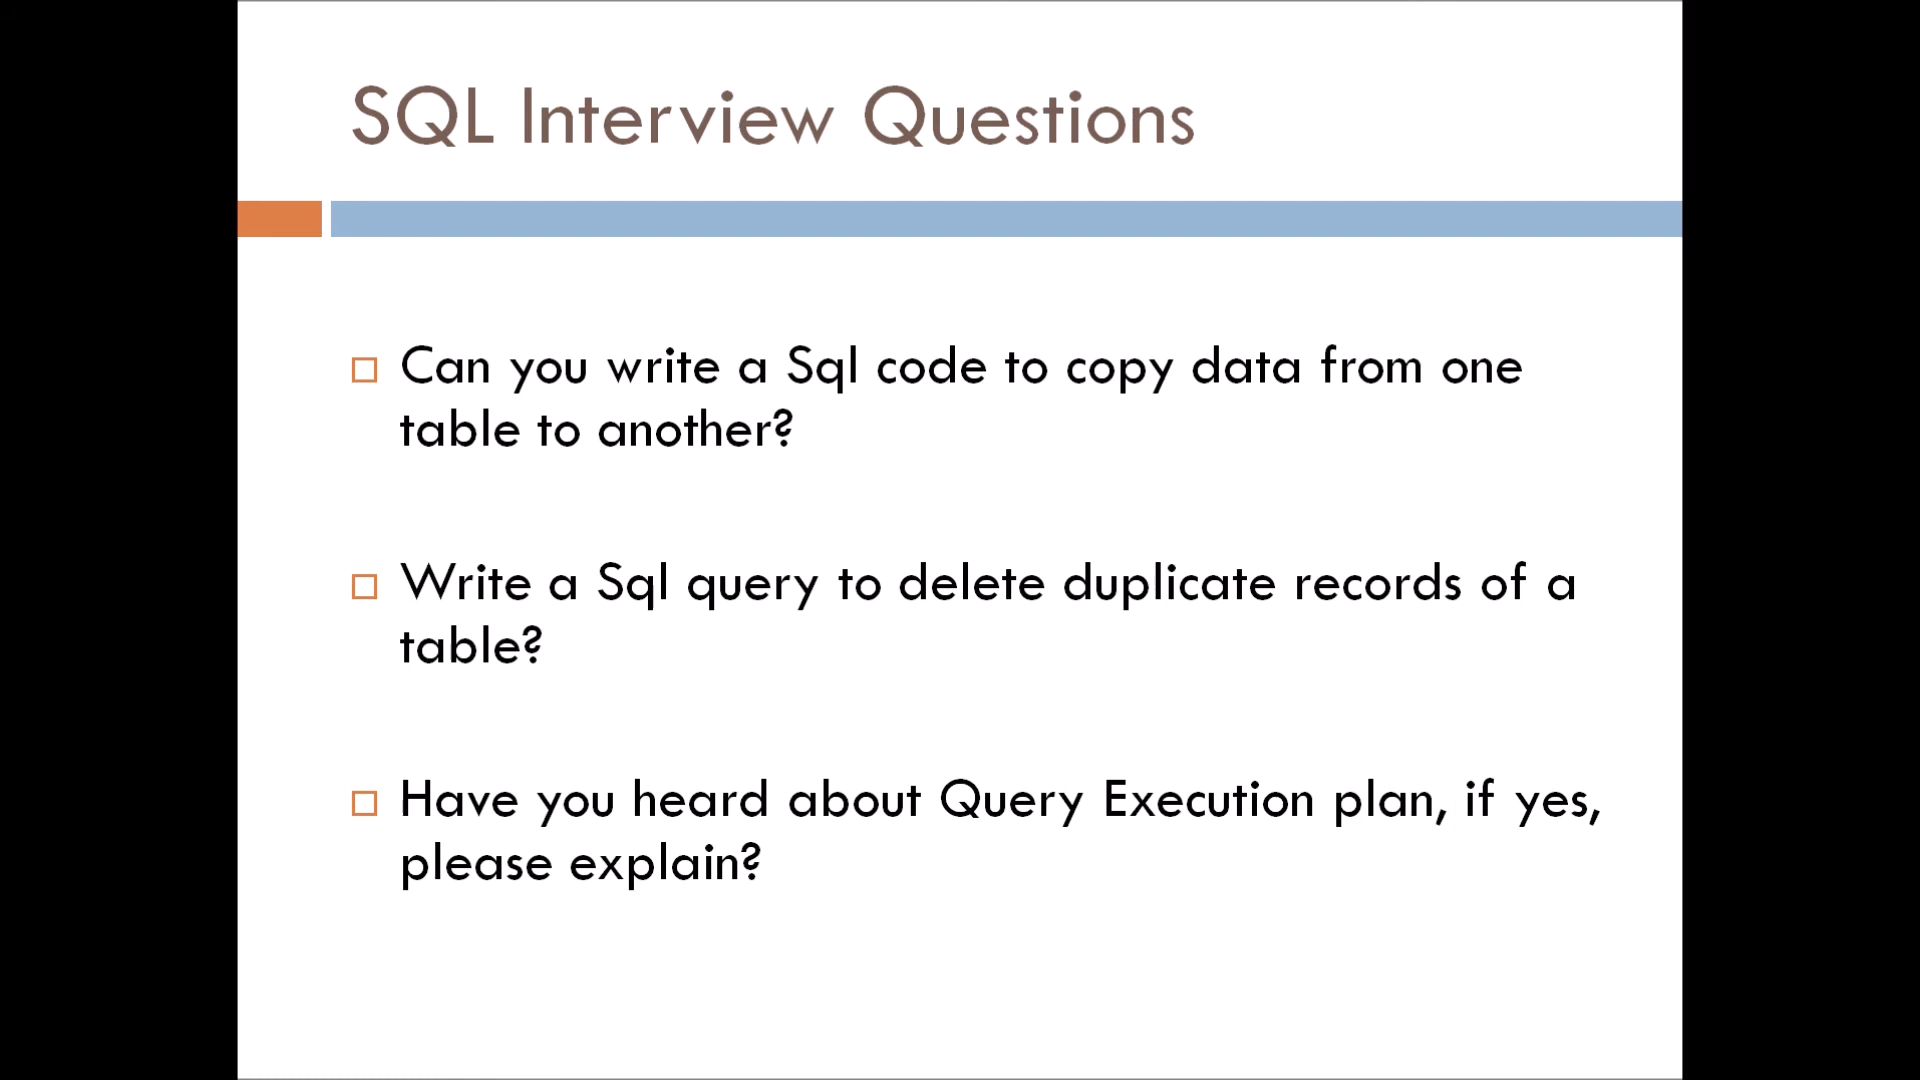 SQL Interview Questions
Can you write a Sql code to copy data from one
table to another?
Write a Sql query to delete duplicate records of a
table?
Have you heard about Query Execution plan, if yes,
please explain?